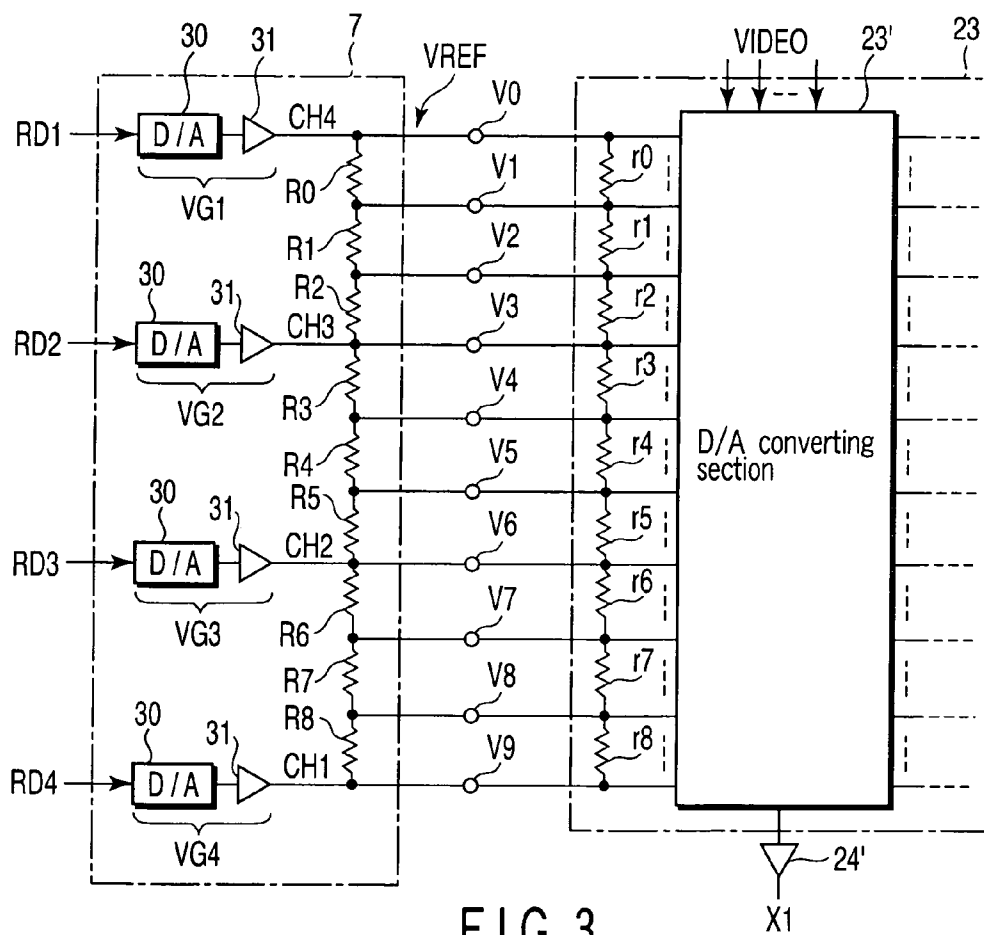 7
23' 23
30 31 VREF VIDEO
V0
RD1 D/A CH4
R0 r0
VG1 V1
R1 r1
30 31 R2 V2
r2
RD2 D/A CH3 V3
R3 r3
VG2 V4
R4 r4 D/A converting
section
30 31 R5 V5
r5
RD3 D/A CH2 V6
R6 r6
VG3 V7
R7 r7
30 31 R8 V8
r8
RD4 D/A CH1 V9
VG4
24'
X1
FIG. 3